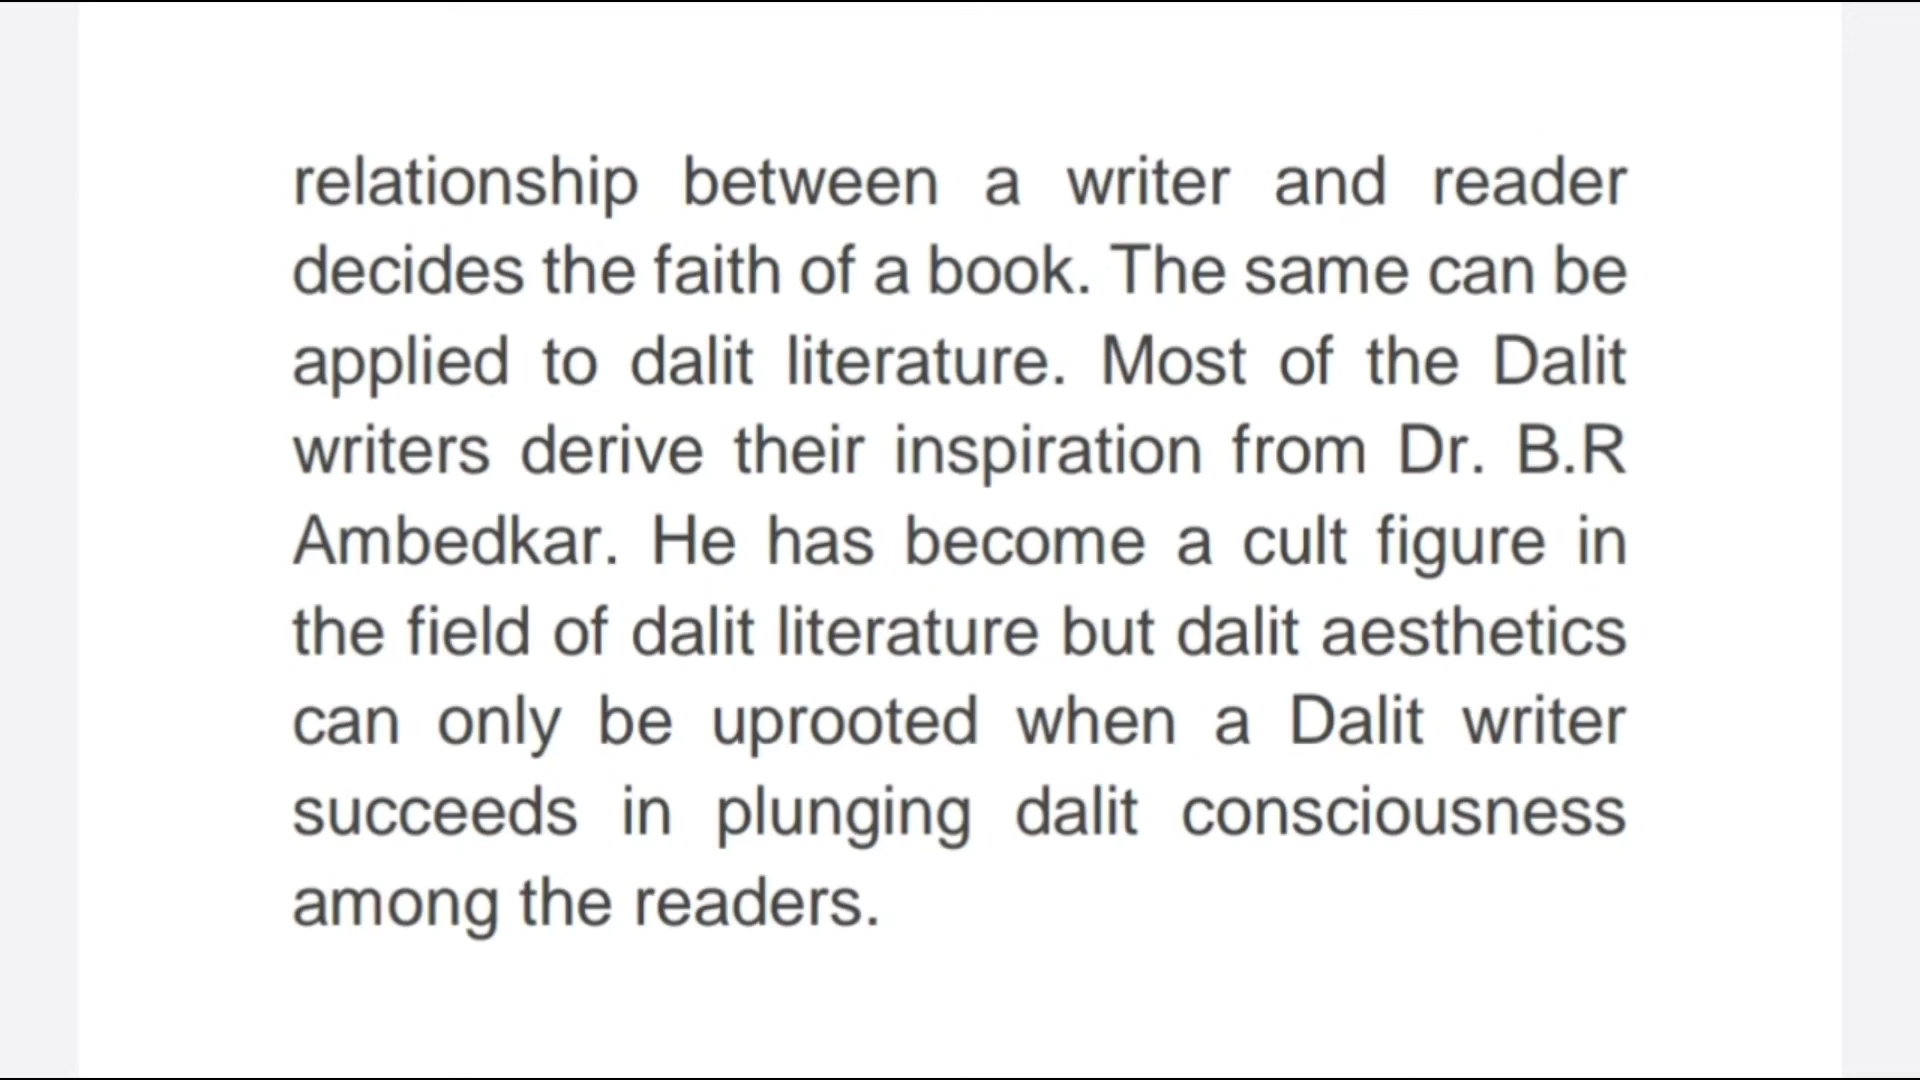 relationship between a writer and reader
decides the faith of a book. The same can be
applied to dalit literature. Most of the Dalit
writers derive their inspiration from Dr. B.R
Ambedkar. He has become a cult figure in
the field of dalit literature but dalit aesthetics
can only be uprooted when a Dalit writer
succeeds in plunging dalit consciousness
among the readers.